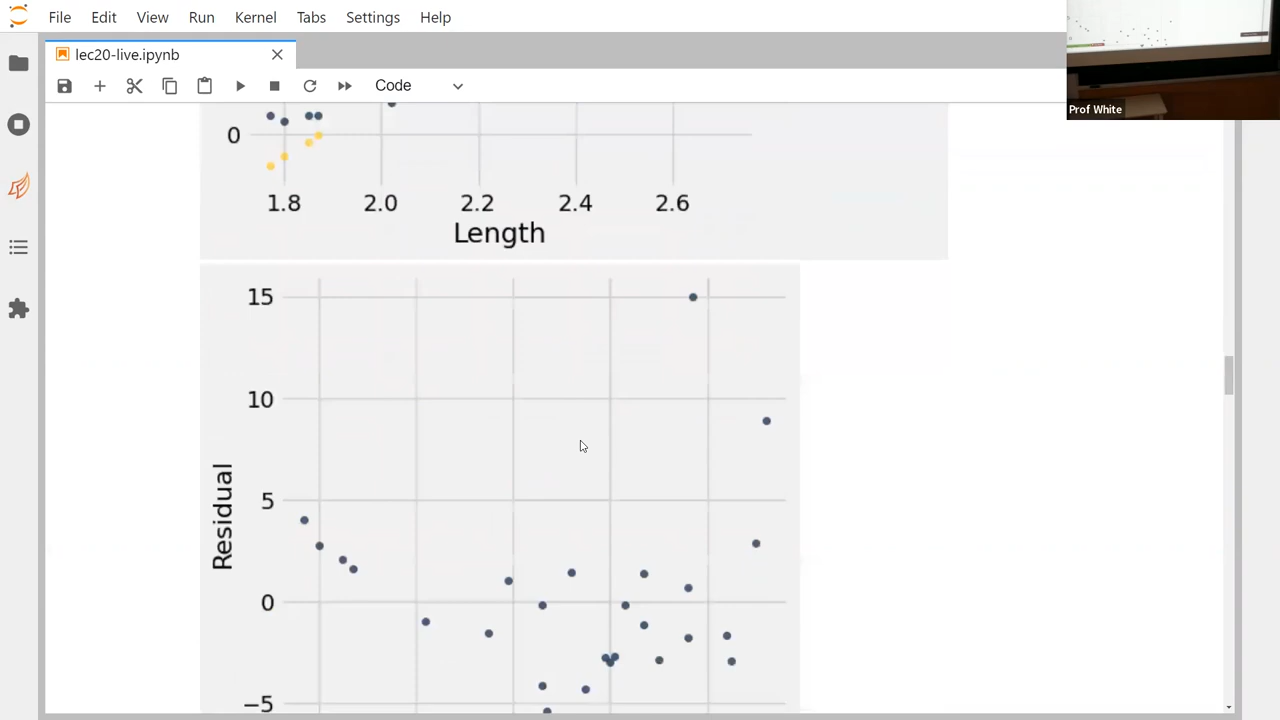 File Edit View Run Kernel Tabs Settings Help
lec20-live.ipynb
Code
Prof White
0
1.8 2.0 2.2 2.4 2.6
Length
15
10
5
0
−5
Residual